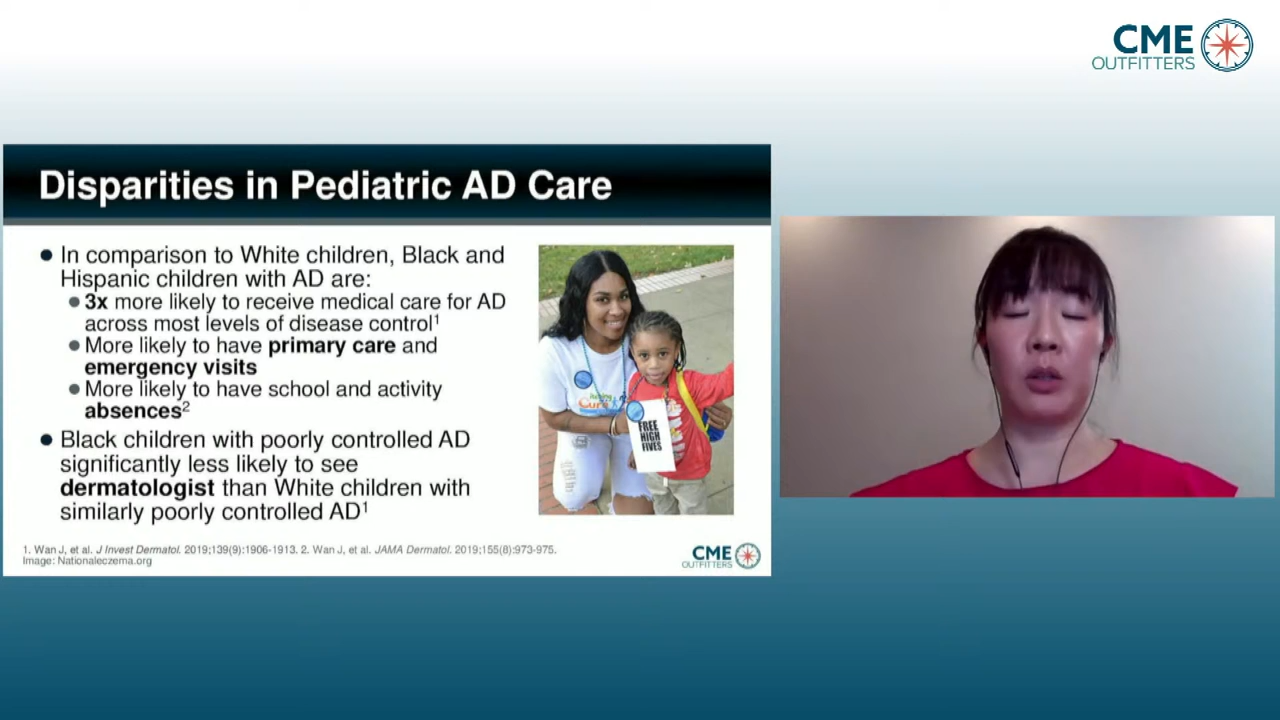 CME
OUTFITTERS
Disparities in Pediatric AD Care
● In comparison to White children, Black and
Hispanic children with AD are:
● 3x more likely to receive medical care for AD
across most levels of disease control1
● More likely to have primary care and
emergency visits
● More likely to have school and activity
absences2
● Black children with poorly controlled AD
significantly less likely to see
dermatologist than White children with
similarly poorly controlled AD1
FREE
HIGH
FIVES
1. Wan J, et al. J Invest Dermatol. 2019;139(9):1906-1913. 2. Wan J, et al. JAMA Dermatol. 2019;155(8):973-975.
Image: Nationaleczema.org
CME
OUTFITTERS